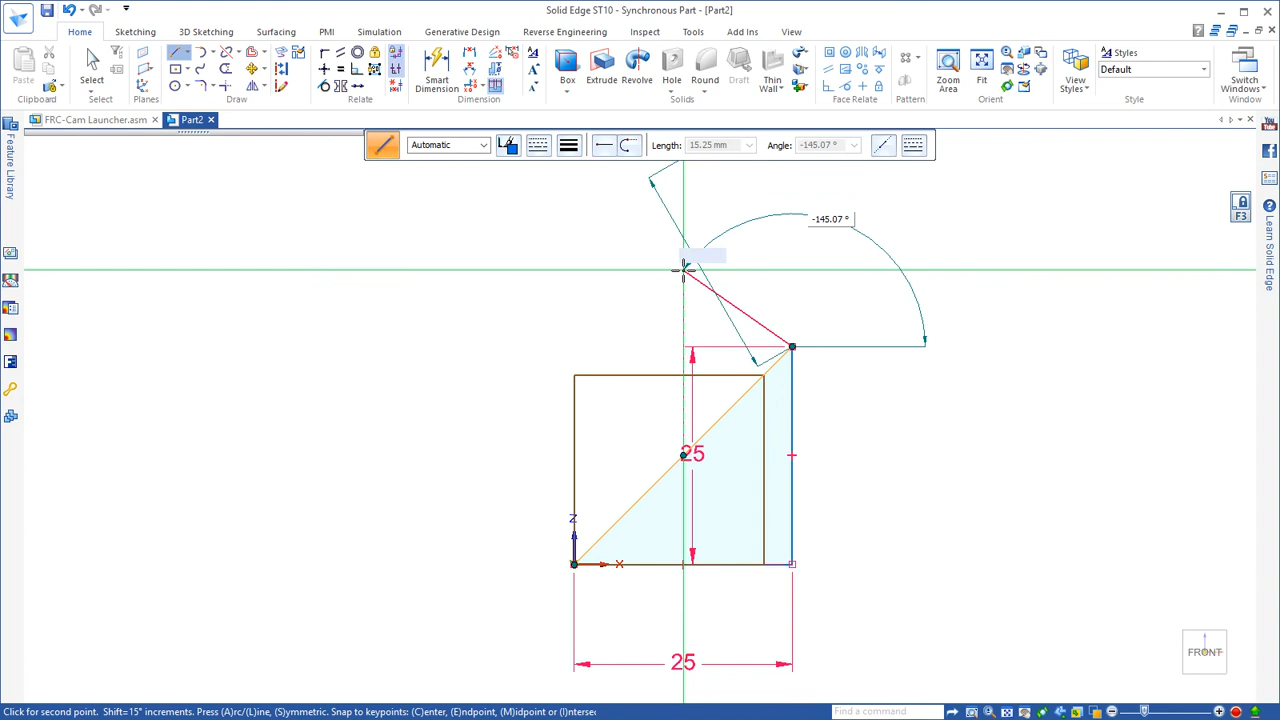 Solid Edge ST10 - Synchronous Part - [Part2]
Home Sketching 3D Sketching Surfacing PMI Simulation Generative Design Reverse Engineering Inspect Tools Add Ins View
Paste
Select
Smart Dimension
Box Extrude Revolve Hole Round Draft Thin Wall
Zoom Area Fit View Styles
Styles
Default
Switch Windows
Clipboard Select Planes Draw Relate Dimension Solids Face Relate Pattern Orient Style Window
FRC-Cam Launcher.asm Part2
Automatic Length: 15.25 mm Angle: -145.07 °
Feature Library
F3
YouTube
Learn Solid Edge
-145.07 °
25
Z
X
25
FRONT
Click for second point. Shift=15° increments. Press (A)rc/(L)ine, (S)ymmetric. Snap to keypoints: (C)enter, (E)ndpoint, (M)idpoint or (I)nterse
Find a command